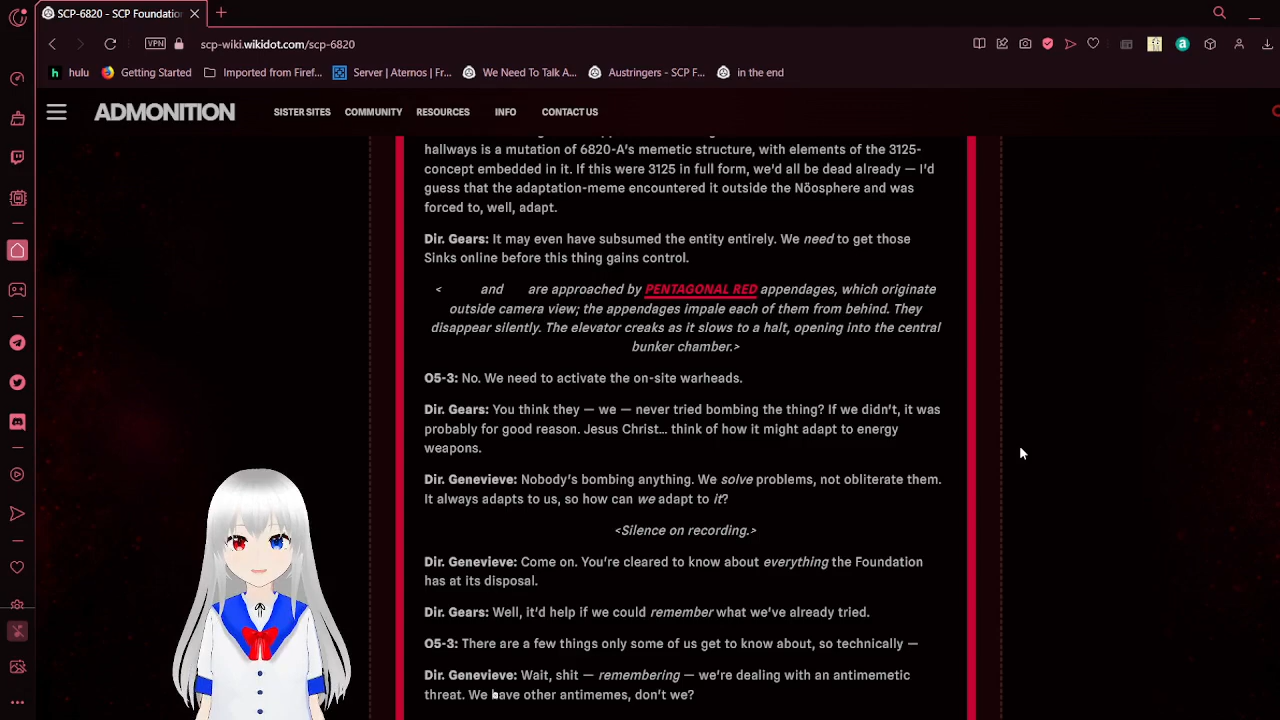 SCP-6820 - SCP Foundation
scp-wiki.wikidot.com/scp-6820
VPN
hulu
Getting Started
Imported from Firef...
Server | Aternos | Fr...
We Need To Talk A...
Austringers - SCP F...
in the end
ADMONITION
SISTER SITES
COMMUNITY
RESOURCES
INFO
CONTACT US
hallways is a mutation of 6820-A's memetic structure, with elements of the 3125-
concept embedded in it. If this were 3125 in full form, we'd all be dead already — I'd
guess that the adaptation-meme encountered it outside the Nöosphere and was
forced to, well, adapt.
Dir. Gears: It may even have subsumed the entity entirely. We need to get those
Sinks online before this thing gains control.
< and are approached by PENTAGONAL RED appendages, which originate
outside camera view; the appendages impale each of them from behind. They
disappear silently. The elevator creaks as it slows to a halt, opening into the central
bunker chamber.>
O5-3: No. We need to activate the on-site warheads.
Dir. Gears: You think they — we — never tried bombing the thing? If we didn't, it was
probably for good reason. Jesus Christ... think of how it might adapt to energy
weapons.
Dir. Genevieve: Nobody's bombing anything. We solve problems, not obliterate them.
It always adapts to us, so how can we adapt to it?
<Silence on recording.>
Dir. Genevieve: Come on. You're cleared to know about everything the Foundation
has at its disposal.
Dir. Gears: Well, it'd help if we could remember what we've already tried.
O5-3: There are a few things only some of us get to know about, so technically —
Dir. Genevieve: Wait, shit — remembering — we're dealing with an antimemetic
threat. We have other antimemes, don't we?